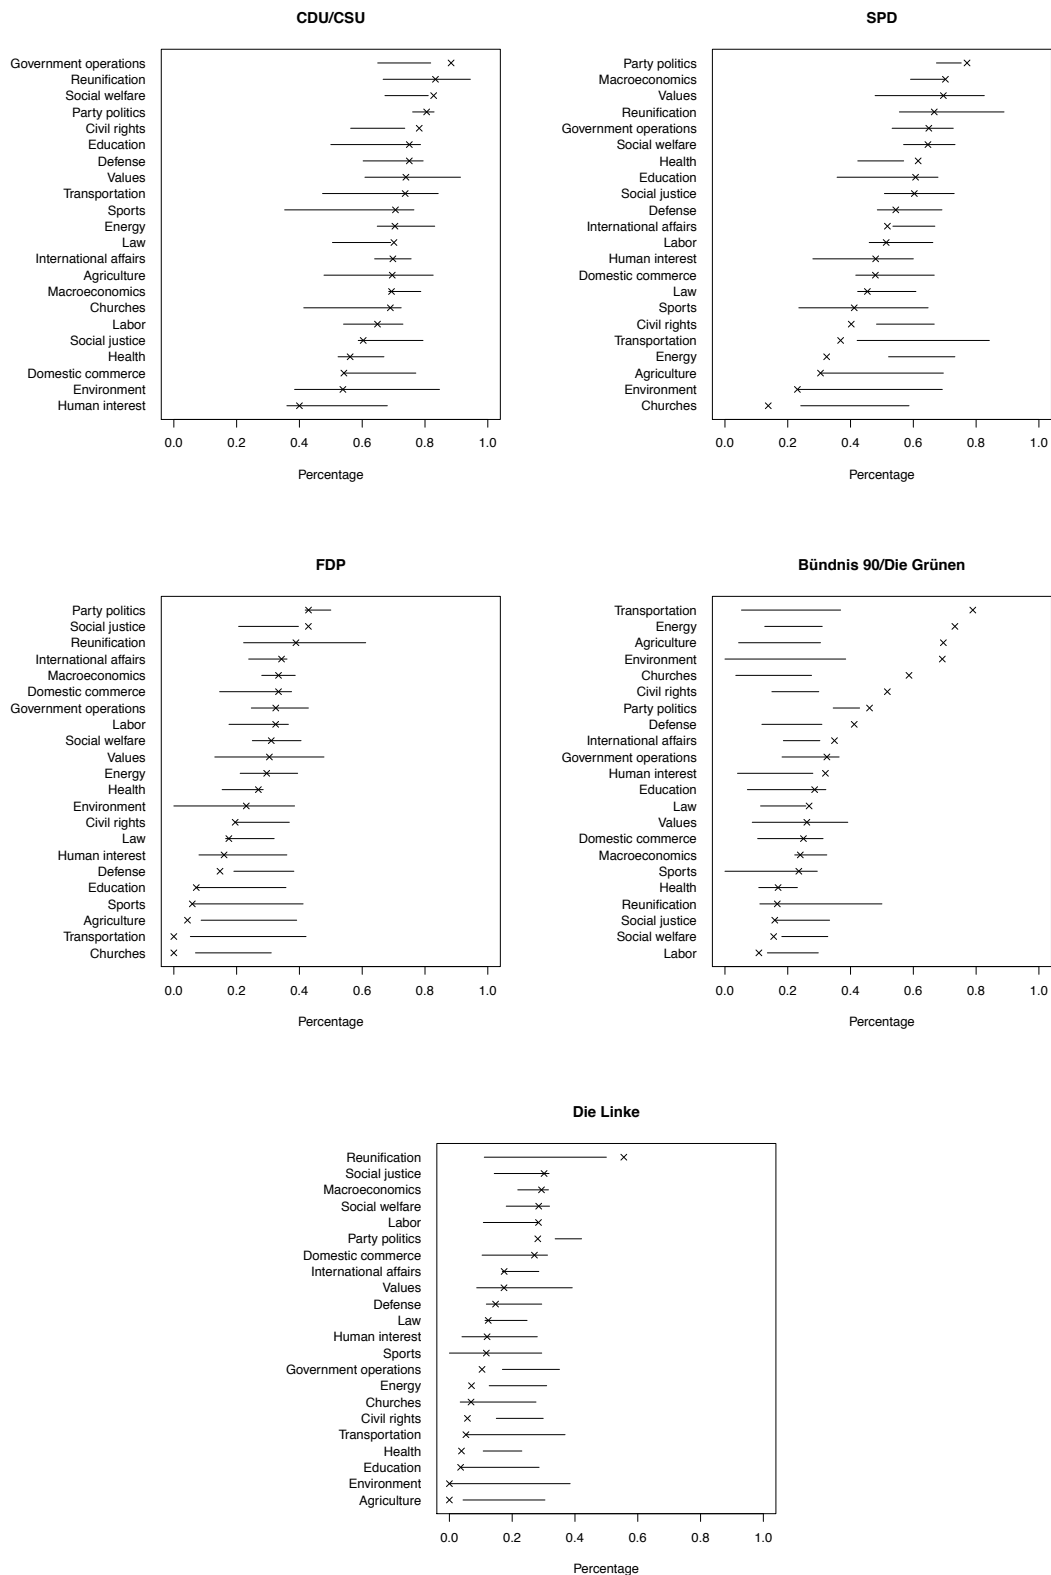 CDU/CSU
Government operations
Reunification
Social welfare
Party politics
Civil rights
Education
Defense
Values
Transportation
Sports
Energy
Law
International affairs
Agriculture
Macroeconomics
Churches
Labor
Social justice
Health
Domestic commerce
Environment
Human interest
0.0 0.2 0.4 0.6 0.8 1.0
Percentage
SPD
Party politics
Macroeconomics
Values
Reunification
Government operations
Social welfare
Health
Education
Social justice
Defense
International affairs
Labor
Human interest
Domestic commerce
Law
Sports
Civil rights
Transportation
Energy
Agriculture
Environment
Churches
0.0 0.2 0.4 0.6 0.8 1.0
Percentage
FDP
Party politics
Social justice
Reunification
International affairs
Macroeconomics
Domestic commerce
Government operations
Labor
Social welfare
Values
Energy
Health
Environment
Civil rights
Law
Human interest
Defense
Education
Sports
Agriculture
Transportation
Churches
0.0 0.2 0.4 0.6 0.8 1.0
Percentage
Bündnis 90/Die Grünen
Transportation
Energy
Agriculture
Environment
Churches
Civil rights
Party politics
Defense
International affairs
Government operations
Human interest
Education
Law
Values
Domestic commerce
Macroeconomics
Sports
Health
Reunification
Social justice
Social welfare
Labor
0.0 0.2 0.4 0.6 0.8 1.0
Percentage
Die Linke
Reunification
Social justice
Macroeconomics
Social welfare
Labor
Party politics
Domestic commerce
International affairs
Values
Defense
Law
Human interest
Sports
Government operations
Energy
Churches
Civil rights
Transportation
Health
Education
Environment
Agriculture
0.0 0.2 0.4 0.6 0.8 1.0
Percentage